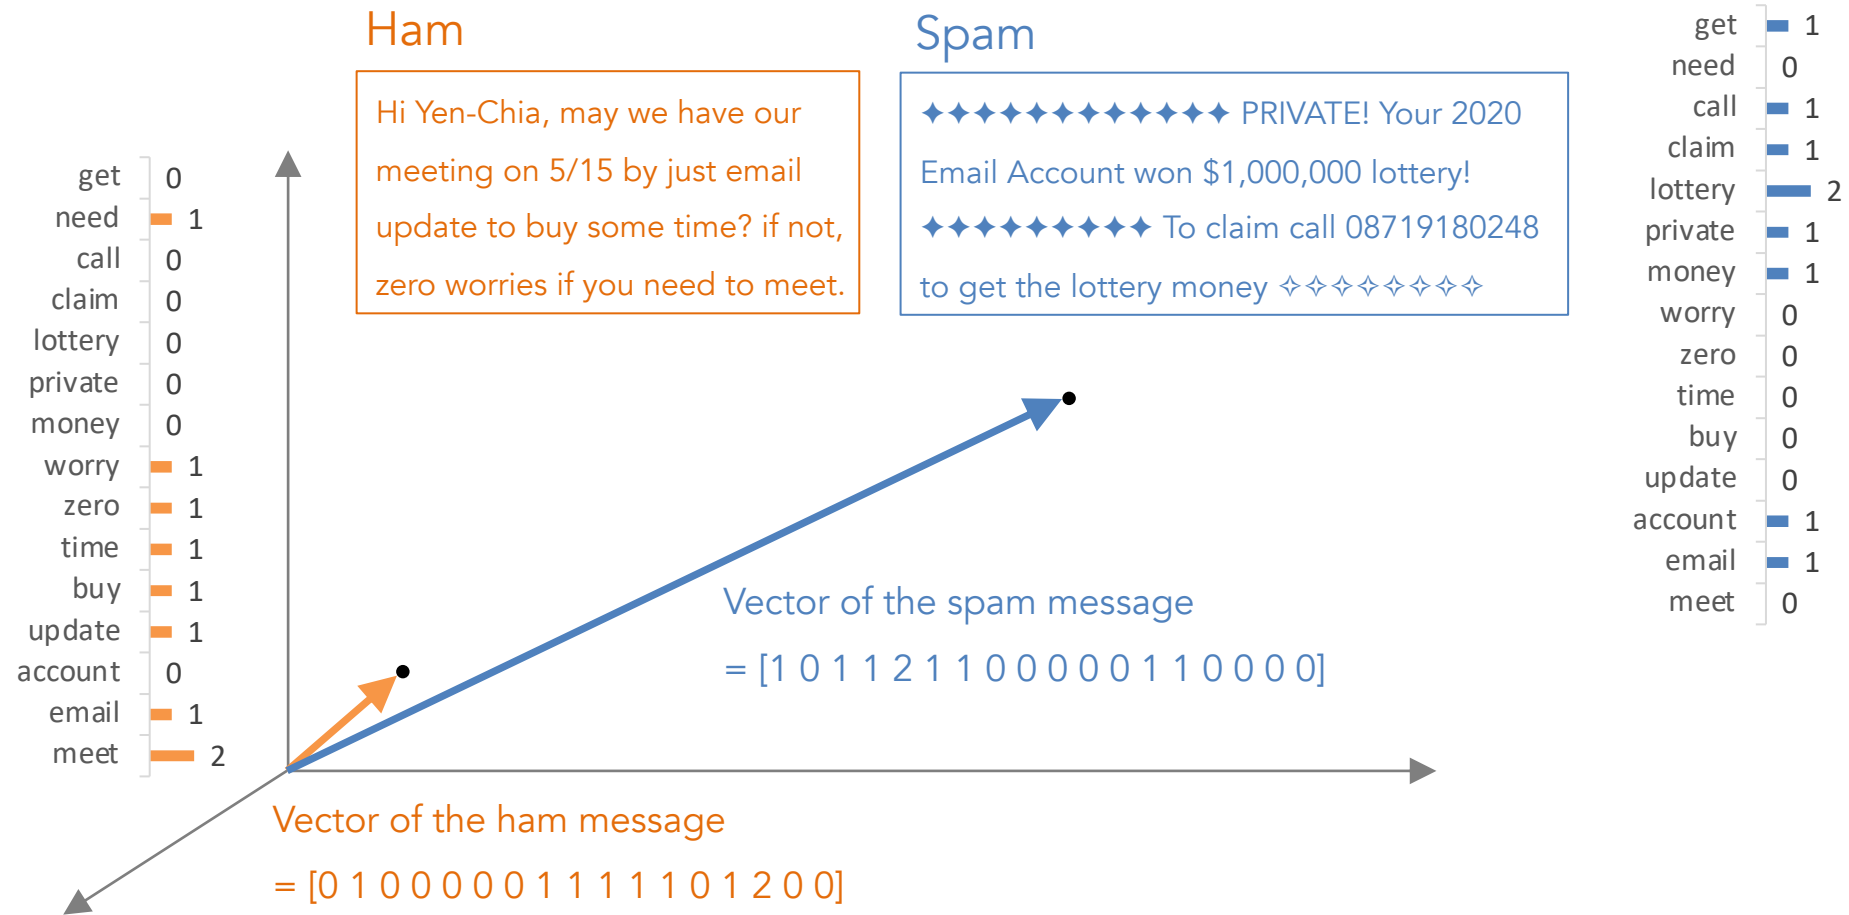 Ham
Hi Yen-Chia, may we have our
meeting on 5/15 by just email
update to buy some time? if not,
zero worries if you need to meet.
Spam
✦✦✦✦✦✦✦✦✦✦✦✦ PRIVATE! Your 2020
Email Account won $1,000,000 lottery!
✦✦✦✦✦✦✦✦✦ To claim call 08719180248
to get the lottery money ✧✧✧✧✧✧✧✧
get 0
need 1
call 0
claim 0
lottery 0
private 0
money 0
worry 1
zero 1
time 1
buy 1
update 1
account 0
email 1
meet 2
get 1
need 0
call 1
claim 1
lottery 2
private 1
money 1
worry 0
zero 0
time 0
buy 0
update 0
account 1
email 1
meet 0
Vector of the spam message
= [1 0 1 1 2 1 1 0 0 0 0 0 1 1 0 0 0 0]
Vector of the ham message
= [0 1 0 0 0 0 0 1 1 1 1 1 0 1 2 0 0]